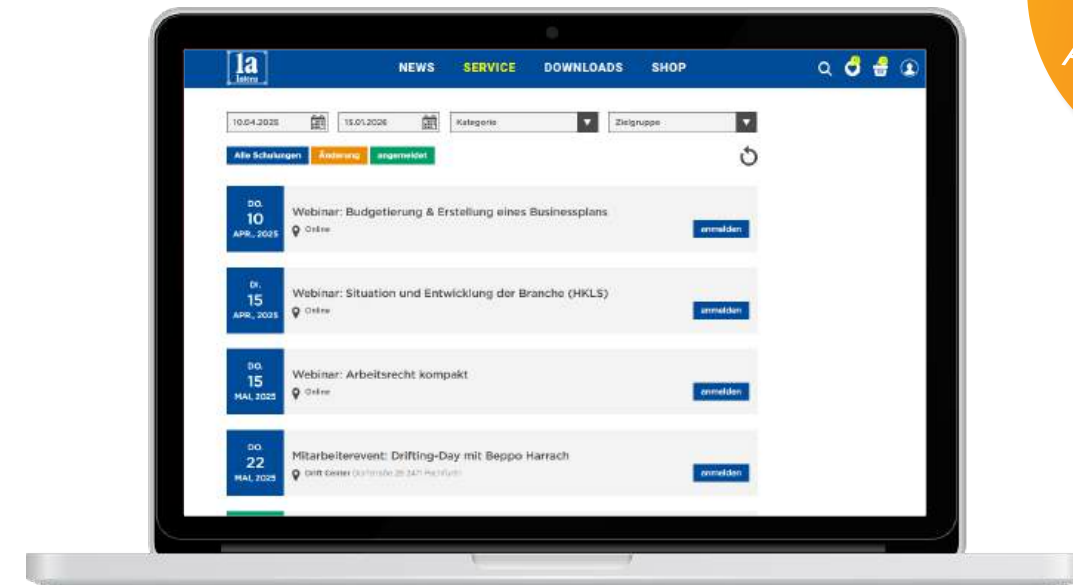 1a
NEWS SERVICE DOWNLOADS SHOP
10.04.2025 15.01.2026 Kategorie Zielgruppe
Alle Schulungen Änderung angemeldet
DO.
10
APR., 2025
Webinar: Budgetierung & Erstellung eines Businessplans
Online
anmelden
DI.
15
APR., 2025
Webinar: Situation und Entwicklung der Branche (HKLS)
Online
anmelden
DO.
15
MAI, 2025
Webinar: Arbeitsrecht kompakt
Online
anmelden
DO.
22
MAI, 2025
Mitarbeiterevent: Drifting-Day mit Beppo Harrach
Drift Center
anmelden